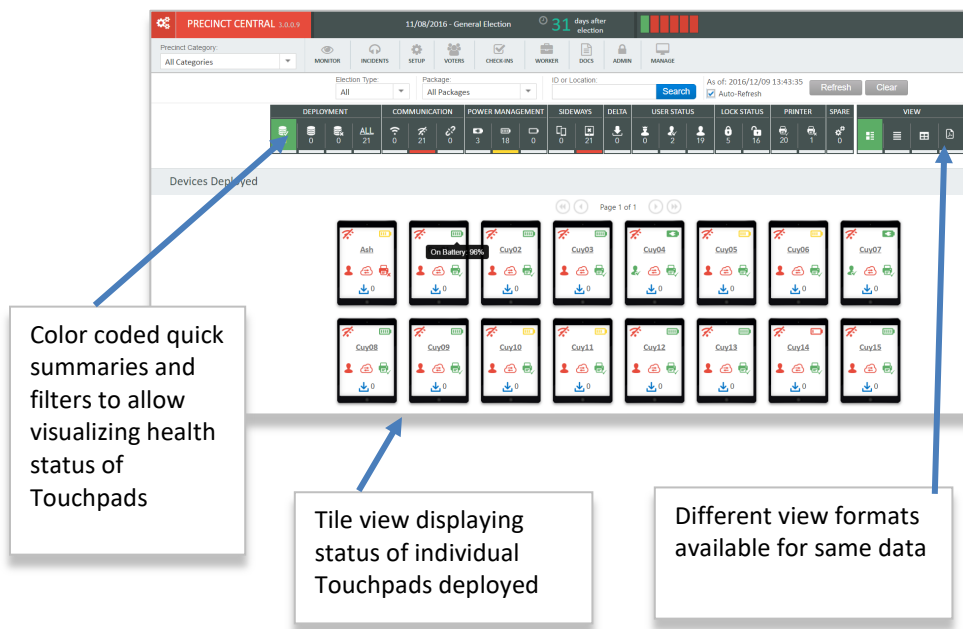 PRECINCT CENTRAL 3.0.0.9
11/08/2016 - General Election
31 days after election
Precinct Category:
All Categories
MONITOR INCIDENTS SETUP VOTERS CHECK-INS WORKER DOCS ADMIN MANAGE
Election Type: Package: ID or Location: As of: 2016/12/09 13:43:35
All All Packages Search Auto-Refresh Refresh Clear
DEPLOYMENT COMMUNICATION POWER MANAGEMENT SIDEWAYS DELTA USER STATUS LOCK STATUS PRINTER SPARE VIEW
ALL
0 0 21 0 21 0 3 18 0 0 21 0 0 2 19 5 16 20 1 0
Devices Deployed
Page 1 of 1
Ash On Battery: 96% Cuy02 Cuy03 Cuy04 Cuy05 Cuy06 Cuy07
0 0 0 0 0 0 0 0
Cuy08 Cuy09 Cuy10 Cuy11 Cuy12 Cuy13 Cuy14 Cuy15
0 0 0 0 0 0 0 0
Color coded quick
summaries and
filters to allow
visualizing health
status of
Touchpads
Tile view displaying
status of individual
Touchpads deployed
Different view formats
available for same data